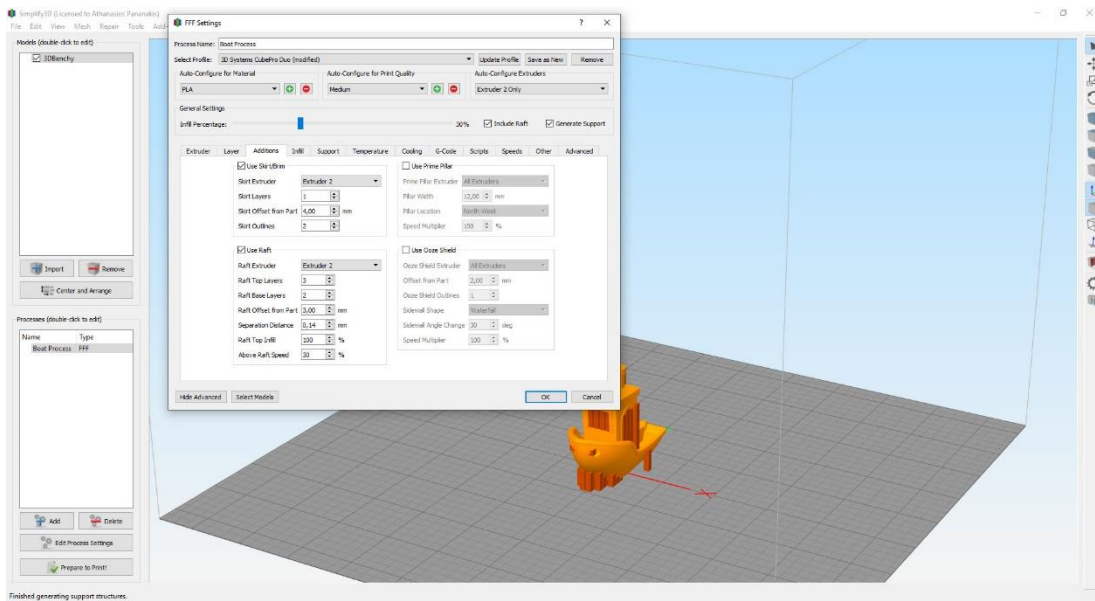 Simplify3D (Licensed to Athanasios Pananakis)
File Edit View Mesh Repair Tools Add-
Models (double-click to edit)
3DBenchy
Import Remove
Center and Arrange
Processes (double-click to edit)
Name Type
Boat Process FFF
Add Delete
Edit Process Settings
Prepare to Print!
Finished generating support structures.
FFF Settings
Process Name: Boat Process
Select Profile: 3D Systems CubePro Duo (modified) Update Profile Save as New Remove
Auto-Configure for Material Auto-Configure for Print Quality Auto-Configure Extruders
PLA Medium Extruder 2 Only
General Settings
Infill Percentage: 30% Include Raft Generate Support
Extruder Layer Additions Infill Support Temperature Cooling G-Code Scripts Speeds Other Advanced
Use Skirt/Brim
Skirt Extruder Extruder 2
Skirt Layers 1
Skirt Offset from Part 4,00 mm
Skirt Outlines 2
Use Prime Pillar
Prime Pillar Extruder All Extruders
Pillar Width 12,00 mm
Pillar Location North-West
Speed Multiplier 100 %
Use Raft
Raft Extruder Extruder 2
Raft Top Layers 3
Raft Base Layers 2
Raft Offset from Part 3,00 mm
Separation Distance 0,14 mm
Raft Top Infill 100 %
Above Raft Speed 30 %
Use Ooze Shield
Ooze Shield Extruder All Extruders
Offset from Part 2,00 mm
Ooze Shield Outlines 1
Sidewall Shape Waterfall
Sidewall Angle Change 30 deg
Speed Multiplier 100 %
Hide Advanced Select Models OK Cancel